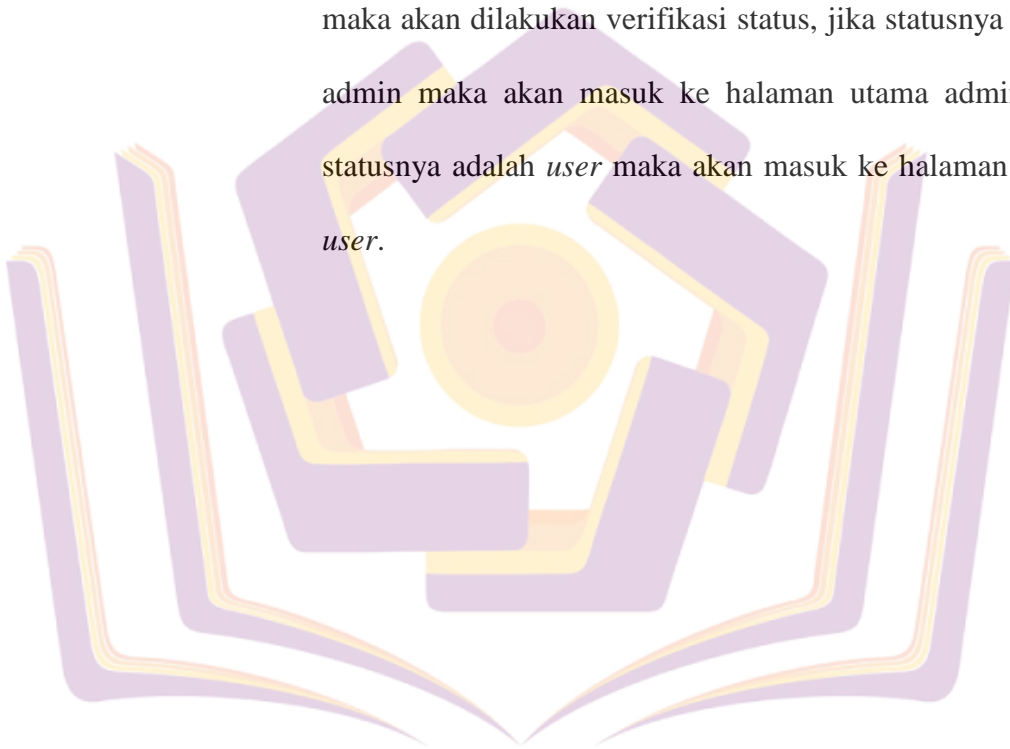 maka akan dilakukan verifikasi status, jika statusnya
admin maka akan masuk ke halaman utama admin
statusnya adalah user maka akan masuk ke halaman
user.